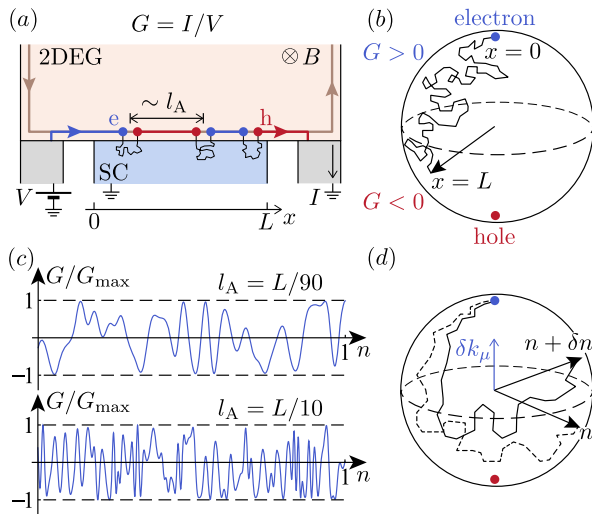 (a)
G = I/V
2DEG
⊗ B
e
∼ l_A
h
SC
V
I
0
L
x
(b)
electron
G > 0
x = 0
x = L
G < 0
hole
(c)
G/G_max
l_A = L/90
1
−1
1
n
G/G_max
l_A = L/10
1
−1
1
n
(d)
δk_μ
n + δn
n